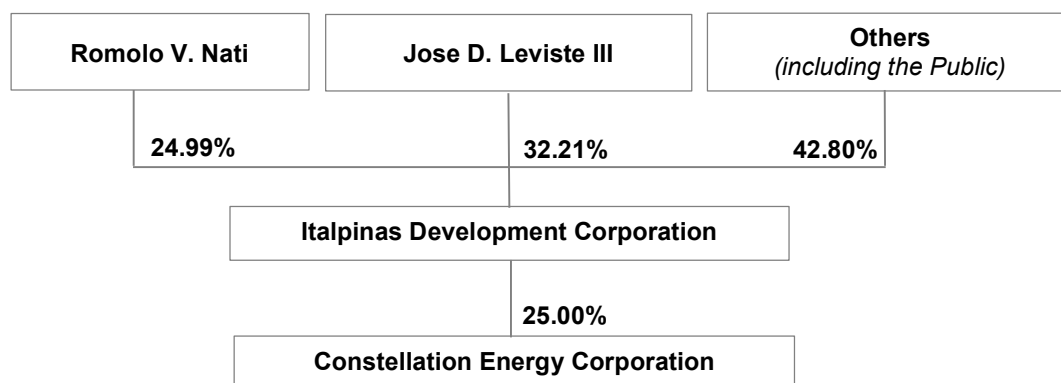 Romolo V. Nati
Jose D. Leviste III
Others
(including the Public)
24.99%
32.21%
42.80%
Italpinas Development Corporation
25.00%
Constellation Energy Corporation